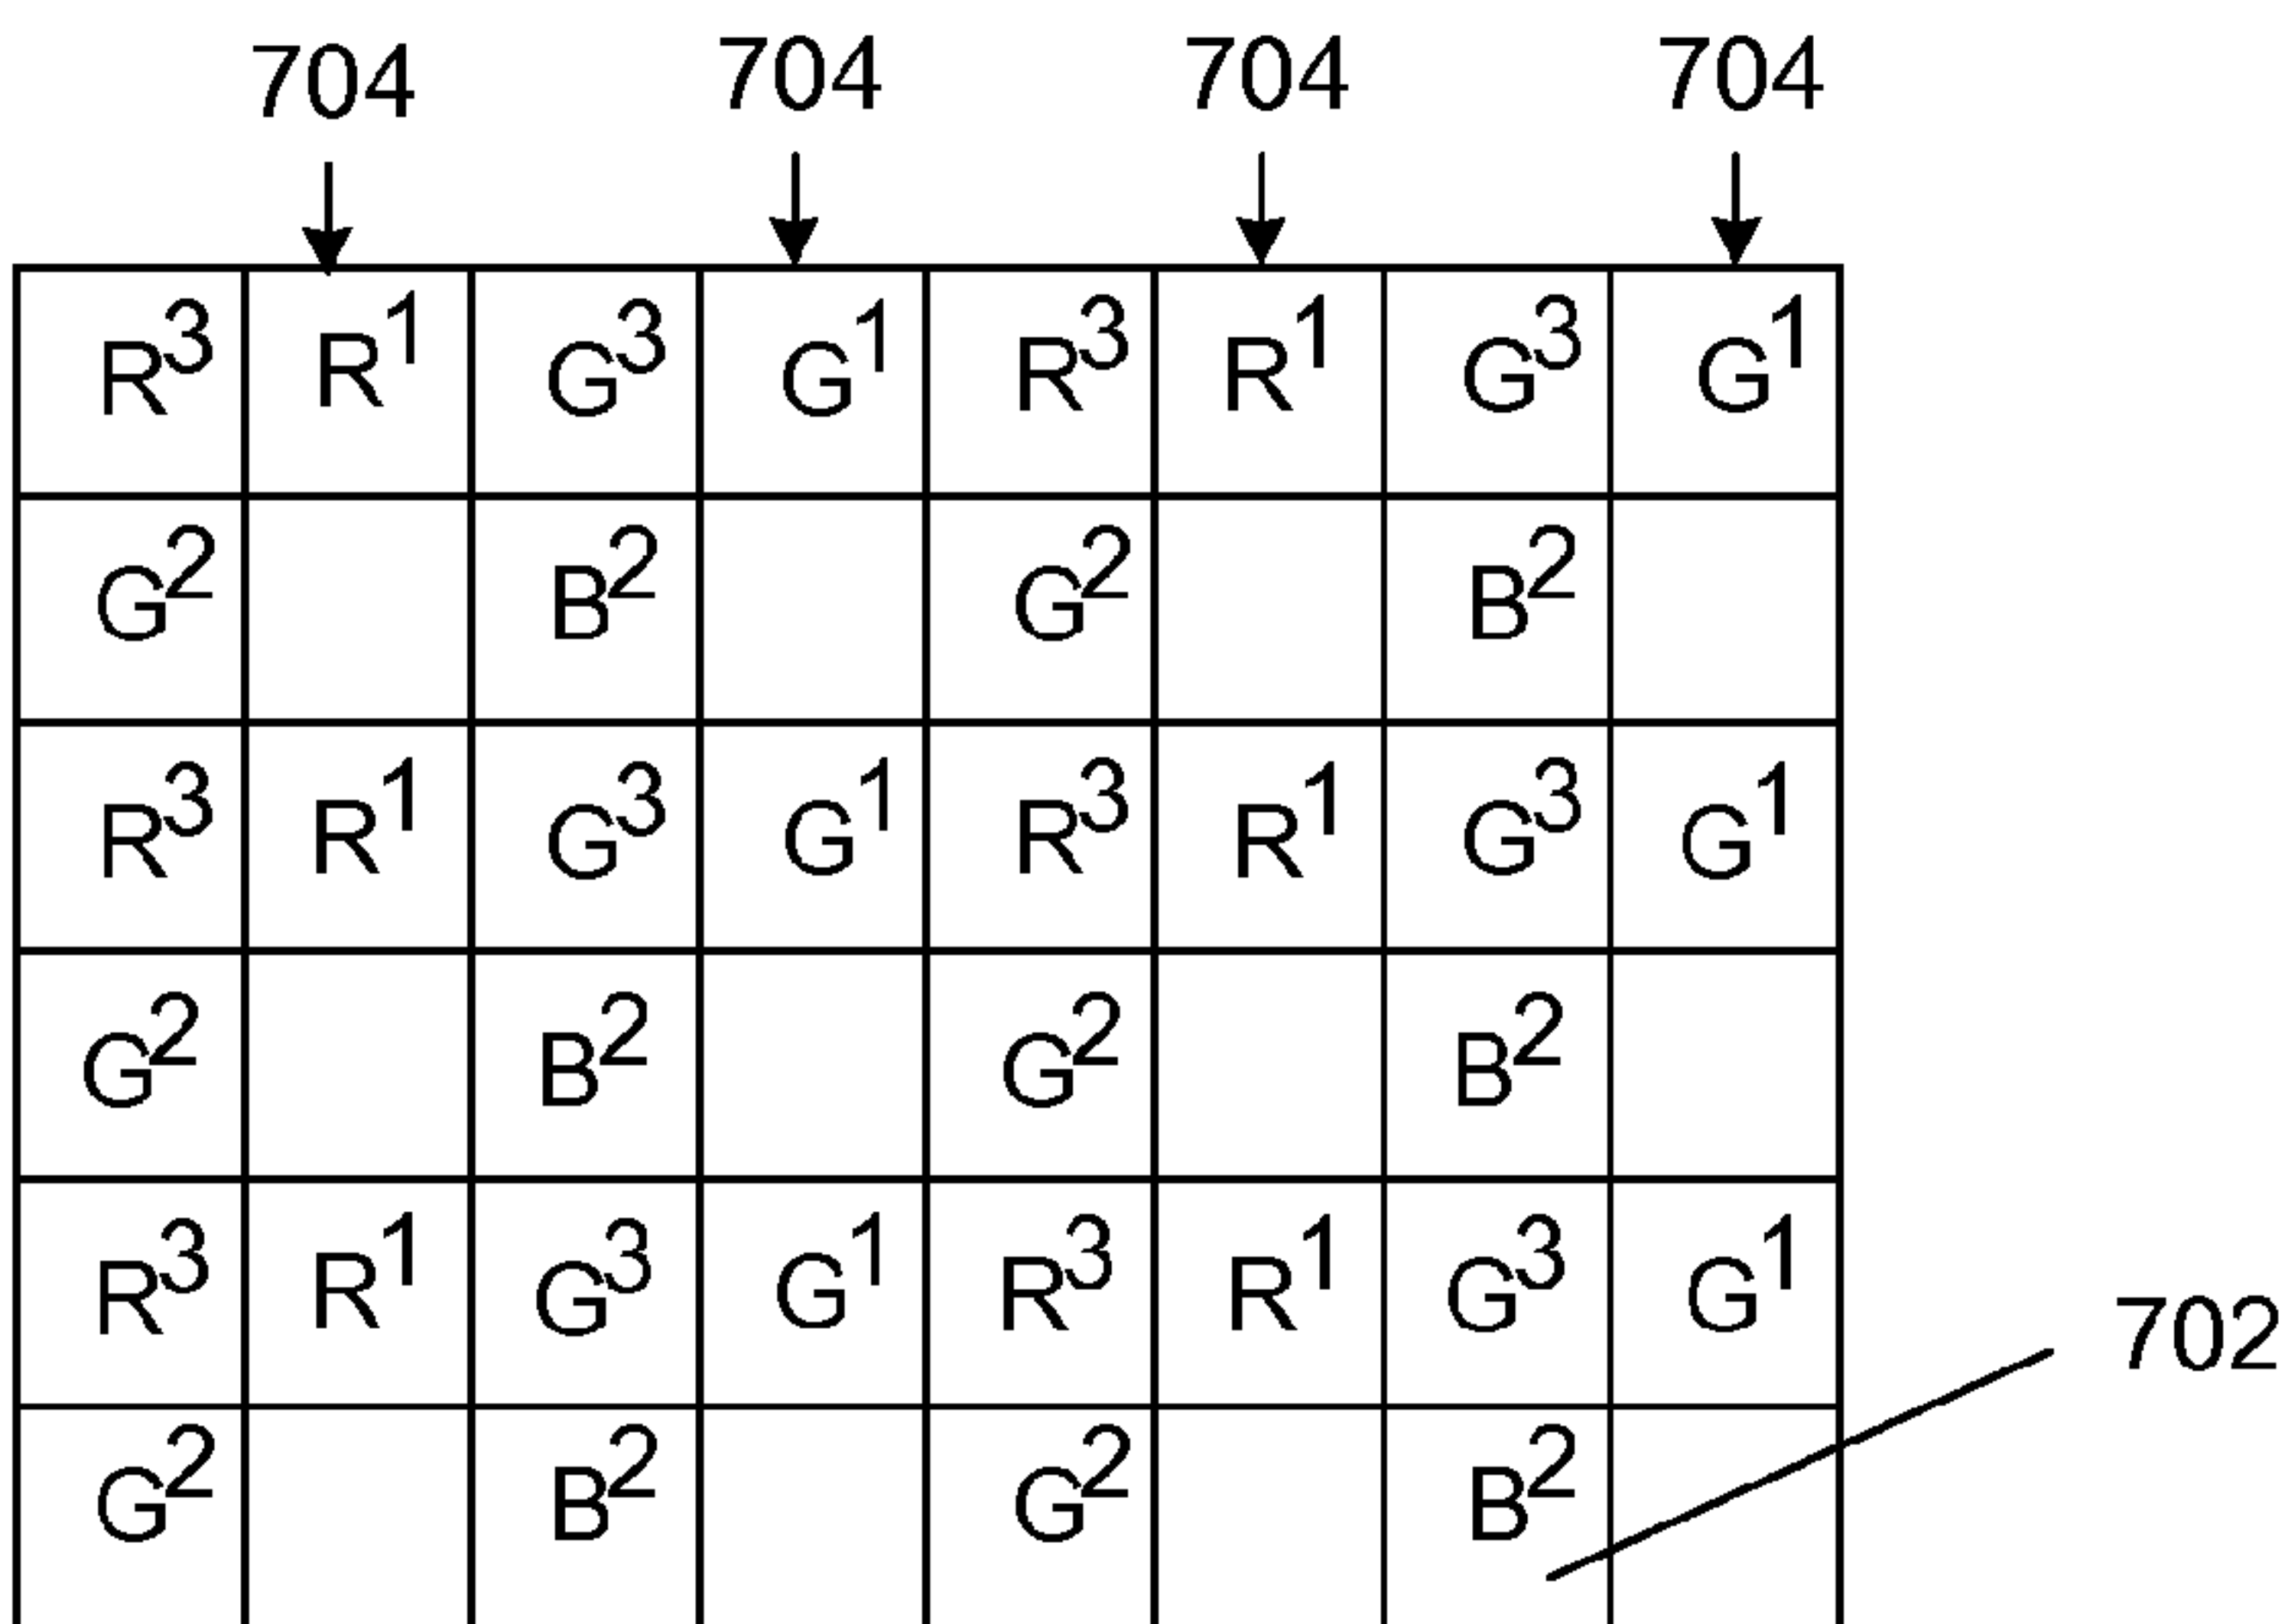 704 704 704 704
R³ R¹ G³ G¹ R³ R¹ G³ G¹
G² B² G² B²
R³ R¹ G³ G¹ R³ R¹ G³ G¹
G² B² G² B²
R³ R¹ G³ G¹ R³ R¹ G³ G¹
702
G² B² G² B²